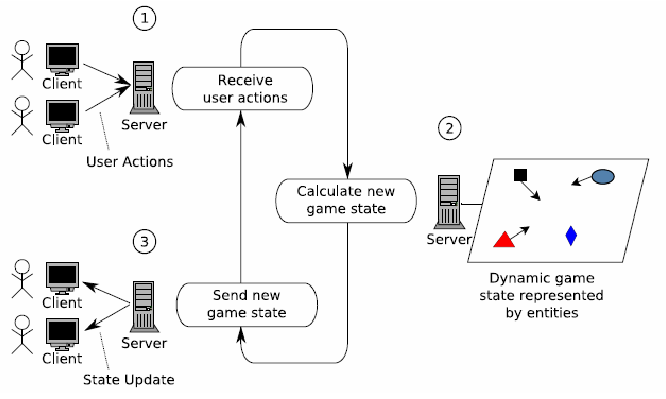 1
Client
Client
Server
User Actions
Receive
user actions
Calculate new
game state
2
Server
Dynamic game
state represented
by entities
3
Client
Client
Server
State Update
Send new
game state